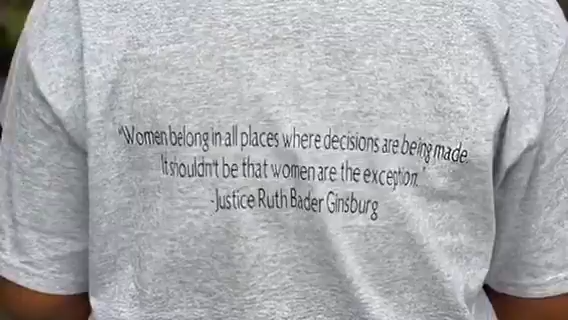 "Women belong in all places where decisions are being made.
It shouldn't be that women are the exception."
-Justice Ruth Bader Ginsburg